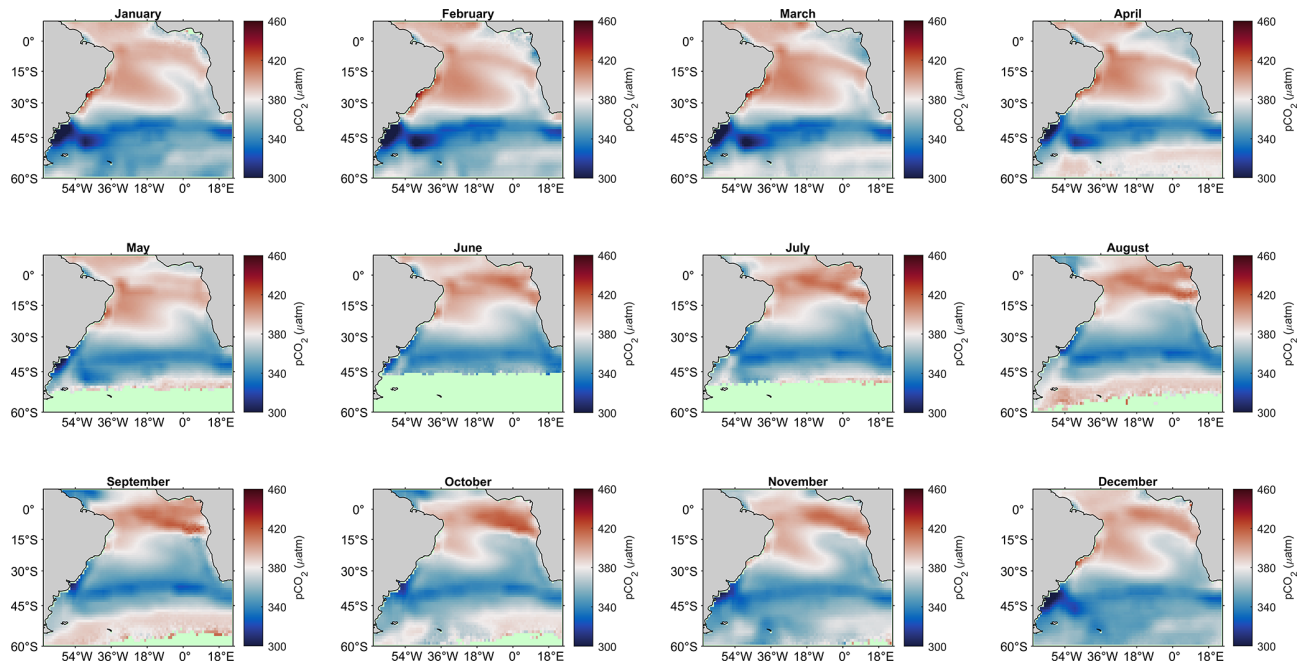 January
February
March
April
0°
15°S
30°S
45°S
60°S
54°W 36°W 18°W 0° 18°E
460
420
380
340
300
pCO2 (µatm)
0°
15°S
30°S
45°S
60°S
54°W 36°W 18°W 0° 18°E
460
420
380
340
300
pCO2 (µatm)
0°
15°S
30°S
45°S
60°S
54°W 36°W 18°W 0° 18°E
460
420
380
340
300
pCO2 (µatm)
0°
15°S
30°S
45°S
60°S
54°W 36°W 18°W 0° 18°E
460
420
380
340
300
pCO2 (µatm)
May
June
July
August
0°
15°S
30°S
45°S
60°S
54°W 36°W 18°W 0° 18°E
460
420
380
340
300
pCO2 (µatm)
0°
15°S
30°S
45°S
60°S
54°W 36°W 18°W 0° 18°E
460
420
380
340
300
pCO2 (µatm)
0°
15°S
30°S
45°S
60°S
54°W 36°W 18°W 0° 18°E
460
420
380
340
300
pCO2 (µatm)
0°
15°S
30°S
45°S
60°S
54°W 36°W 18°W 0° 18°E
460
420
380
340
300
pCO2 (µatm)
September
October
November
December
0°
15°S
30°S
45°S
60°S
54°W 36°W 18°W 0° 18°E
460
420
380
340
300
pCO2 (µatm)
0°
15°S
30°S
45°S
60°S
54°W 36°W 18°W 0° 18°E
460
420
380
340
300
pCO2 (µatm)
0°
15°S
30°S
45°S
60°S
54°W 36°W 18°W 0° 18°E
460
420
380
340
300
pCO2 (µatm)
0°
15°S
30°S
45°S
60°S
54°W 36°W 18°W 0° 18°E
460
420
380
340
300
pCO2 (µatm)